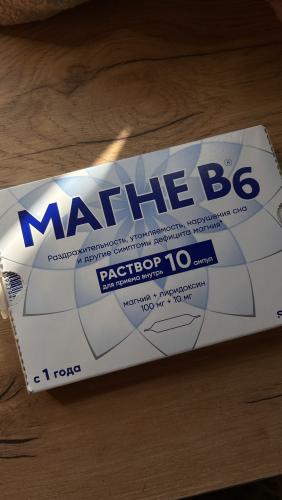 МАГНЕ B6®
Раздражительность, утомляемость, нарушения сна
и другие симптомы дефицита магния*
РАСТВОР 10 ампул
для приёма внутрь
магний + пиридоксин
100 мг + 10 мг
с 1 года